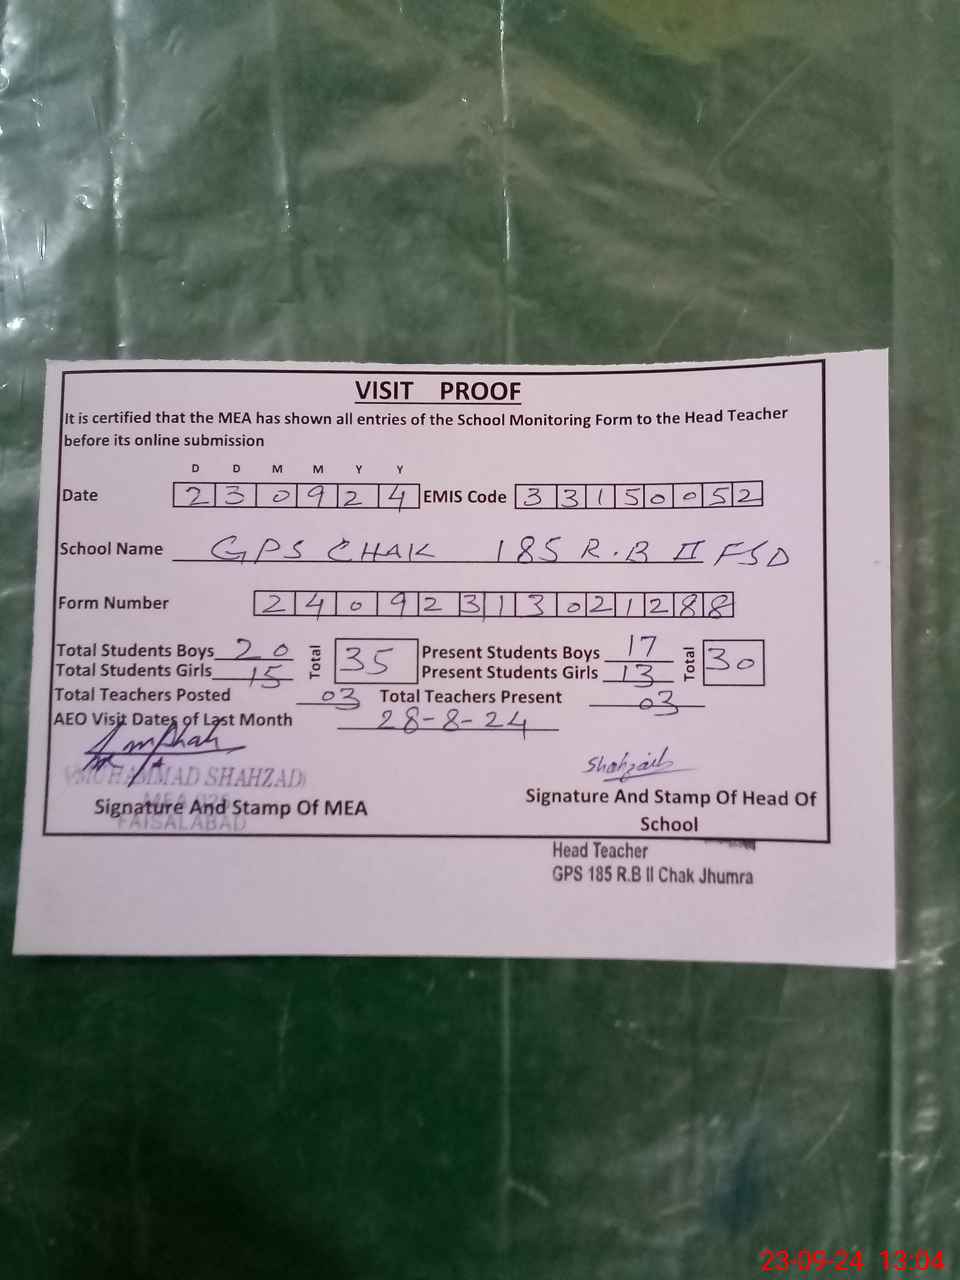 VISIT PROOF
It is certified that the MEA has shown all entries of the School Monitoring Form to the Head Teacher
before its online submission
D D M M Y Y
Date 2 3 0 9 2 4 EMIS Code 3 3 1 5 0 0 5 2
School Name GPS CHAK 185 R.B II FSD
Form Number 2 4 0 9 2 3 1 3 0 2 1 2 8 8
Total Students Boys 20 Total 35 Present Students Boys 17 Total 30
Total Students Girls 15 Present Students Girls 13
Total Teachers Posted 03 Total Teachers Present 03
AEO Visit Dates of Last Month 28-8-24
Shahzaib
MUHAMMAD SHAHZAD
Signature And Stamp Of MEA Signature And Stamp Of Head Of
School
FAISALABAD
Head Teacher
GPS 185 R.B II Chak Jhumra
23-09-24 13:04